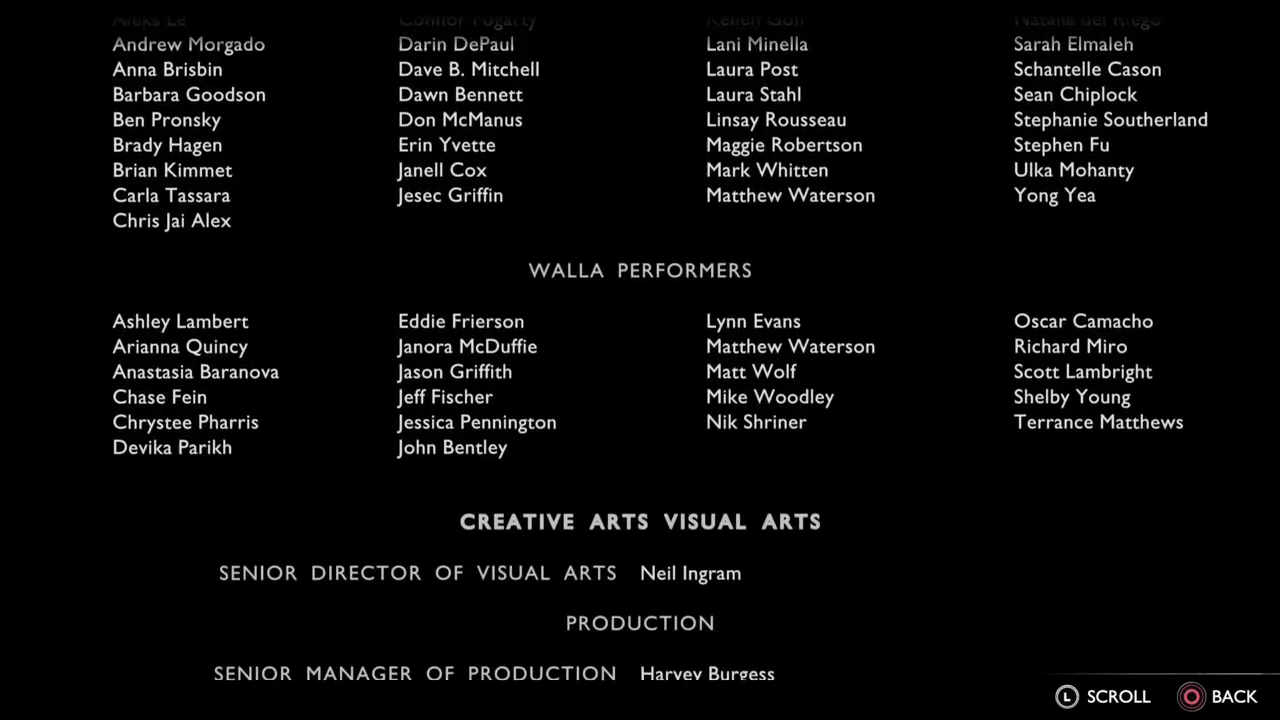 Andrew Morgado Darin DePaul Lani Minella Sarah Elmaleh
Anna Brisbin Dave B. Mitchell Laura Post Schantelle Cason
Barbara Goodson Dawn Bennett Laura Stahl Sean Chiplock
Ben Pronsky Don McManus Linsay Rousseau Stephanie Southerland
Brady Hagen Erin Yvette Maggie Robertson Stephen Fu
Brian Kimmet Janell Cox Mark Whitten Ulka Mohanty
Carla Tassara Jesec Griffin Matthew Waterson Yong Yea
Chris Jai Alex
WALLA PERFORMERS
Ashley Lambert Eddie Frierson Lynn Evans Oscar Camacho
Arianna Quincy Janora McDuffie Matthew Waterson Richard Miro
Anastasia Baranova Jason Griffith Matt Wolf Scott Lambright
Chase Fein Jeff Fischer Mike Woodley Shelby Young
Chrystee Pharris Jessica Pennington Nik Shriner Terrance Matthews
Devika Parikh John Bentley
CREATIVE ARTS VISUAL ARTS
SENIOR DIRECTOR OF VISUAL ARTS Neil Ingram
PRODUCTION
SENIOR MANAGER OF PRODUCTION Harvey Burgess
L SCROLL BACK